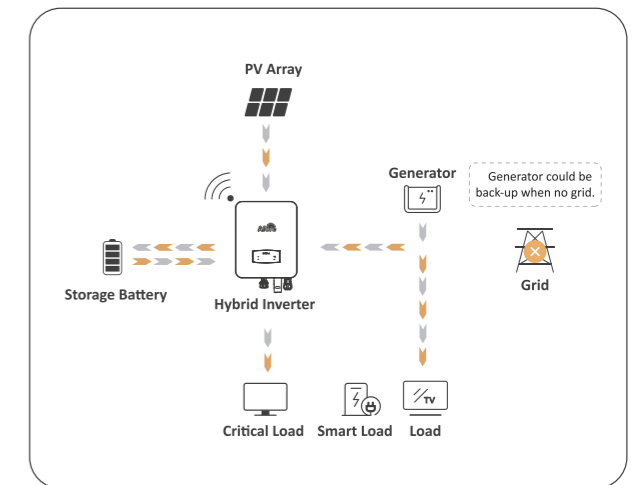 PV Array
Generator
Generator could be
back-up when no grid.
Storage Battery
Hybrid Inverter
Grid
TV
Critical Load
Smart Load
Load